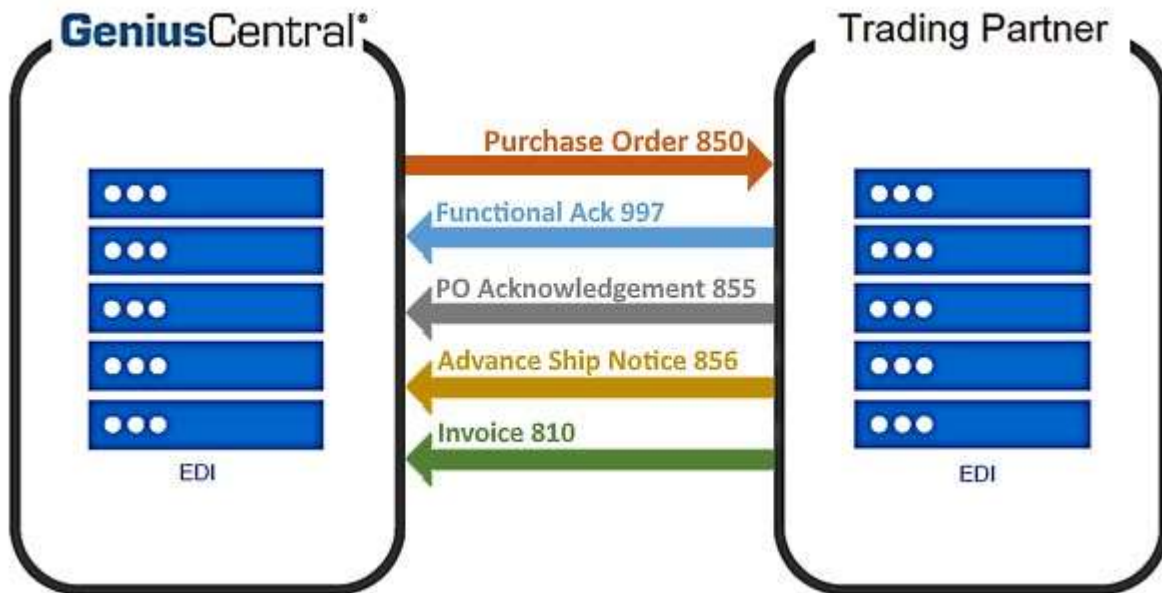 GeniusCentral®
Trading Partner
Purchase Order 850
Functional Ack 997
PO Acknowledgement 855
Advance Ship Notice 856
Invoice 810
EDI
EDI